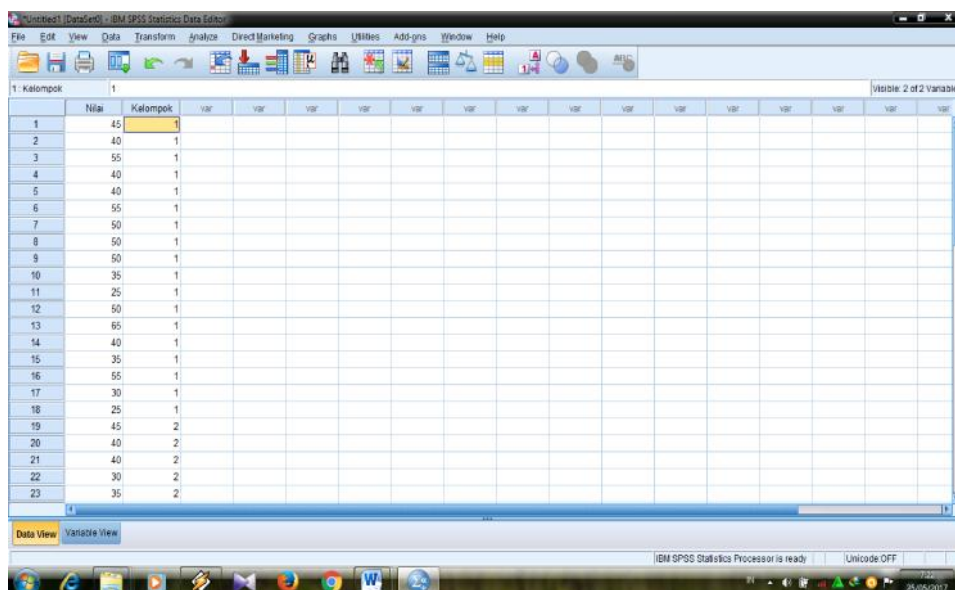 *Untitled1 [DataSet0] - IBM SPSS Statistics Data Editor
File Edit View Data Transform Analyze Direct Marketing Graphs Utilities Add-ons Window Help
1 : Kelompok 1 Visible: 2 of 2 Variable
Nilai Kelompok var var var var var var var var var var var var var
1 45 1
2 40 1
3 55 1
4 40 1
5 40 1
6 55 1
7 50 1
8 50 1
9 50 1
10 35 1
11 25 1
12 50 1
13 65 1
14 40 1
15 35 1
16 55 1
17 30 1
18 25 1
19 45 2
20 40 2
21 40 2
22 30 2
23 35 2
Data View Variable View
IBM SPSS Statistics Processor is ready Unicode:OFF
IN 7:22
25/05/2017